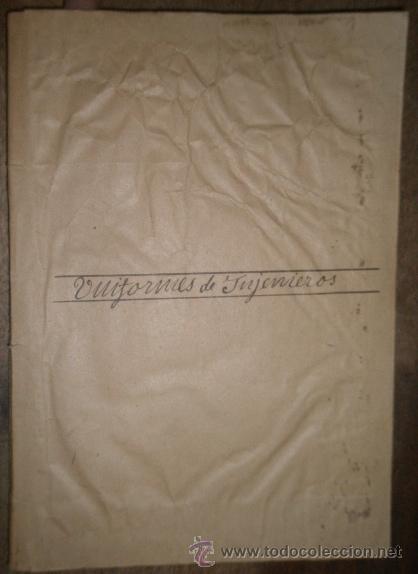 Uniformes de Injenieros
www.todocoleccion.net